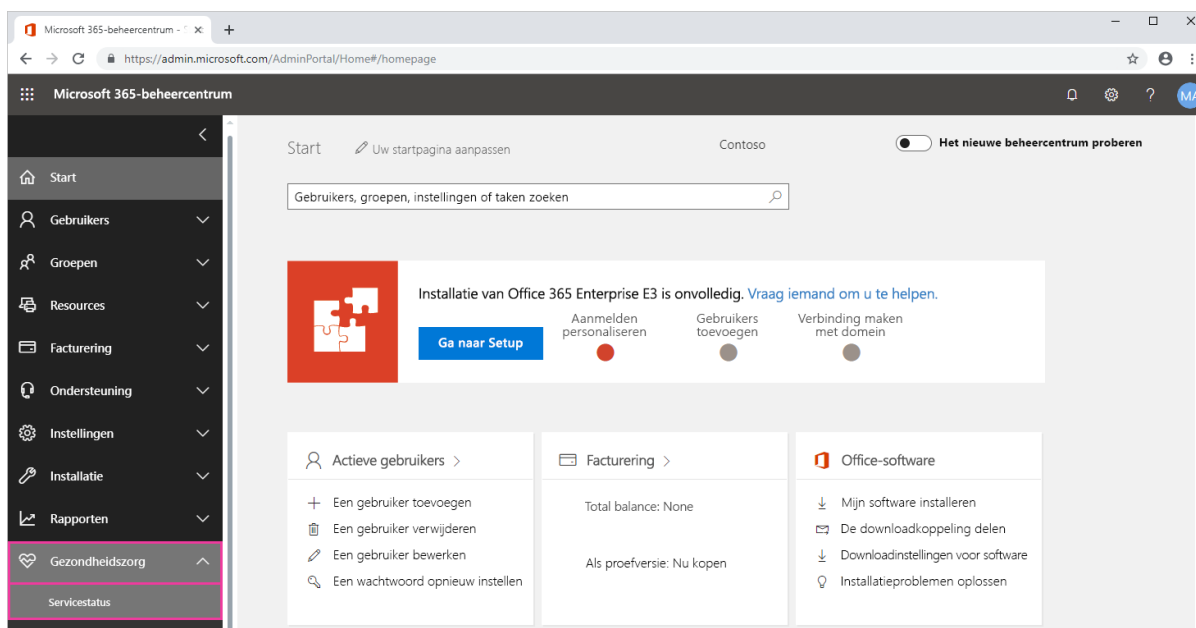 Microsoft 365-beheercentrum - S
https://admin.microsoft.com/AdminPortal/Home#/homepage
Microsoft 365-beheercentrum
?
MA
Start
Gebruikers
Groepen
Resources
Facturering
Ondersteuning
Instellingen
Installatie
Rapporten
Gezondheidszorg
Servicestatus
Start
Uw startpagina aanpassen
Contoso
Het nieuwe beheercentrum proberen
Gebruikers, groepen, instellingen of taken zoeken
Installatie van Office 365 Enterprise E3 is onvolledig. Vraag iemand om u te helpen.
Ga naar Setup
Aanmelden
personaliseren
Gebruikers
toevoegen
Verbinding maken
met domein
Actieve gebruikers
Een gebruiker toevoegen
Een gebruiker verwijderen
Een gebruiker bewerken
Een wachtwoord opnieuw instellen
Facturering
Total balance: None
Als proefversie: Nu kopen
Office-software
Mijn software installeren
De downloadkoppeling delen
Downloadinstellingen voor software
Installatieproblemen oplossen